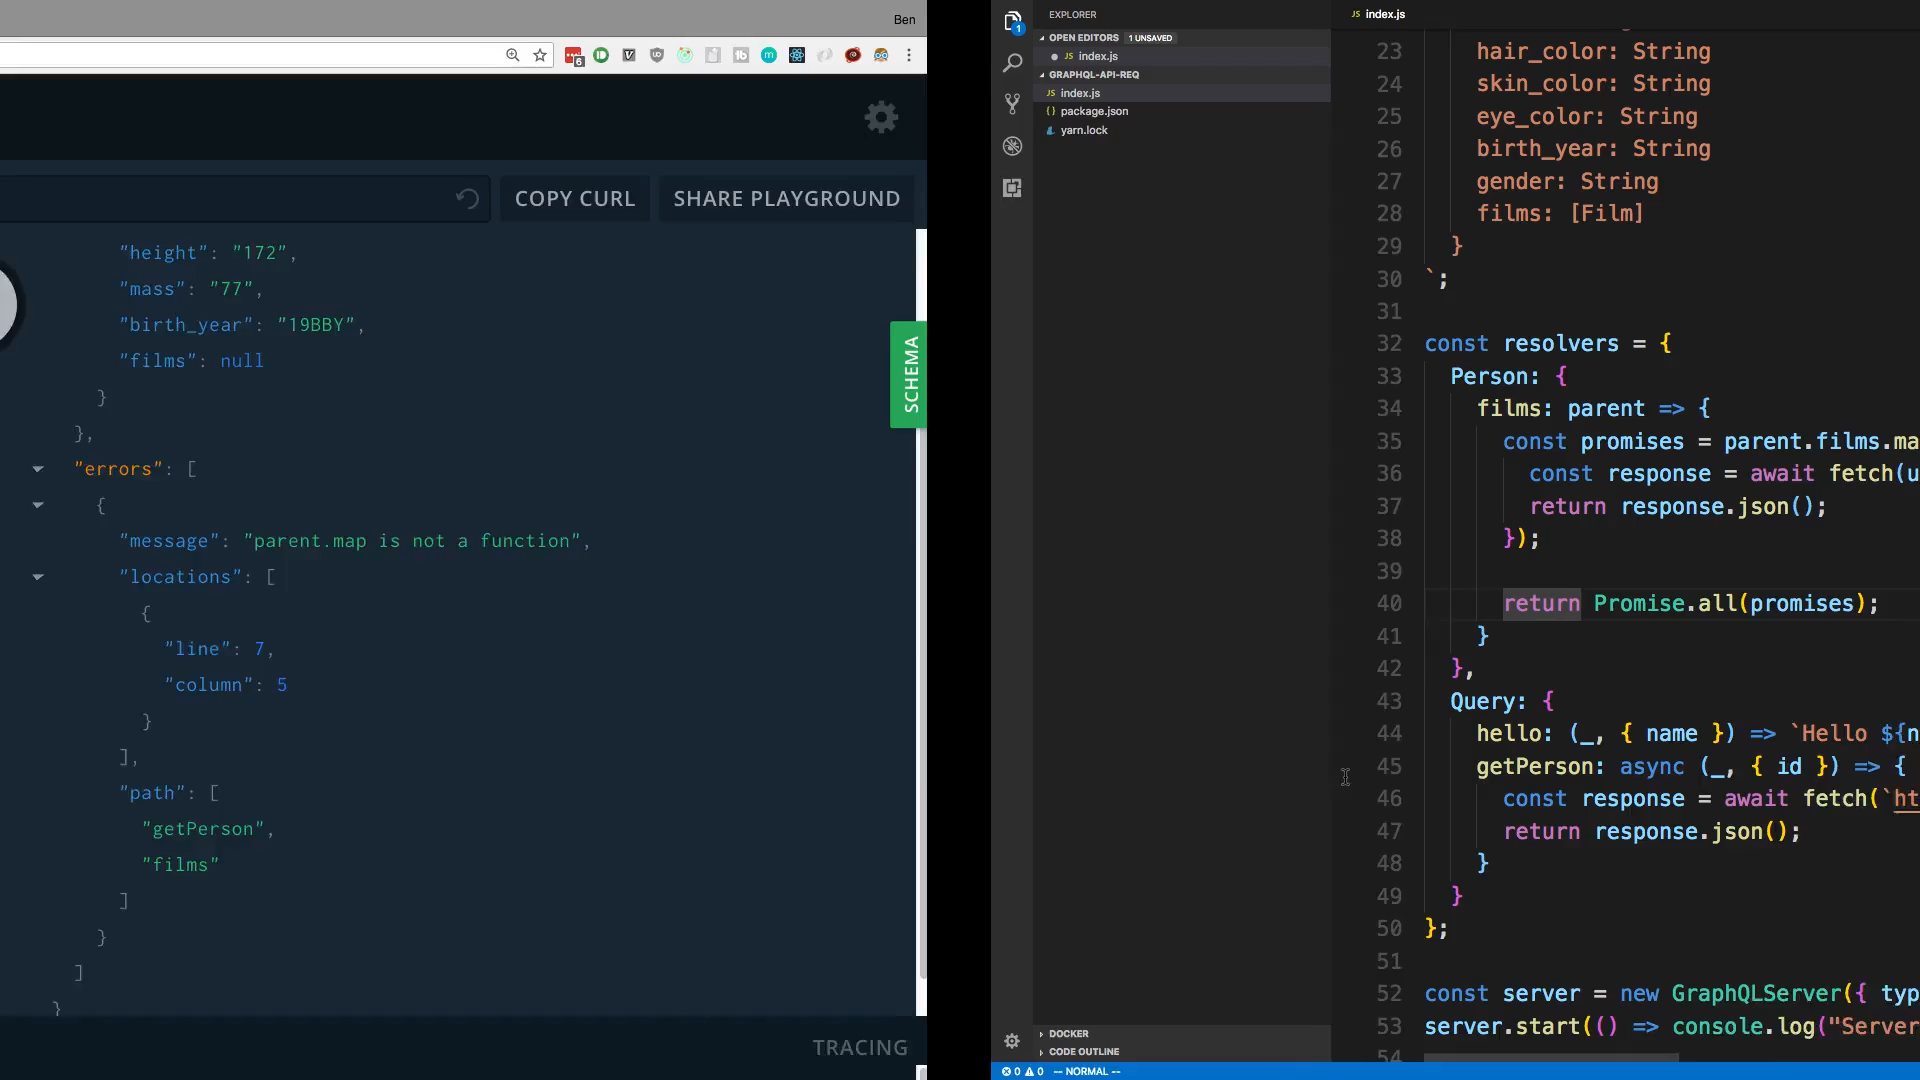 Ben
6
COPY CURL
SHARE PLAYGROUND
"height": "172",
"mass": "77",
"birth_year": "19BBY",
"films": null
}
},
"errors": [
{
"message": "parent.map is not a function",
"locations": [
{
"line": 7,
"column": 5
}
],
"path": [
"getPerson",
"films"
]
}
]
}
SCHEMA
TRACING
1
EXPLORER
OPEN EDITORS 1 UNSAVED
JS index.js
GRAPHQL-API-REQ
JS index.js
{} package.json
yarn.lock
DOCKER
CODE OUTLINE
0 0 -- NORMAL --
JS index.js
23 hair_color: String
24 skin_color: String
25 eye_color: String
26 birth_year: String
27 gender: String
28 films: [Film]
29 }
30 `;
31
32 const resolvers = {
33 Person: {
34 films: parent => {
35 const promises = parent.films.ma
36 const response = await fetch(u
37 return response.json();
38 });
39
40 return Promise.all(promises);
41 }
42 },
43 Query: {
44 hello: (_, { name }) => `Hello ${n
45 getPerson: async (_, { id }) => {
46 const response = await fetch(`ht
47 return response.json();
48 }
49 }
50 };
51
52 const server = new GraphQLServer({ typ
53 server.start(() => console.log("Server
54